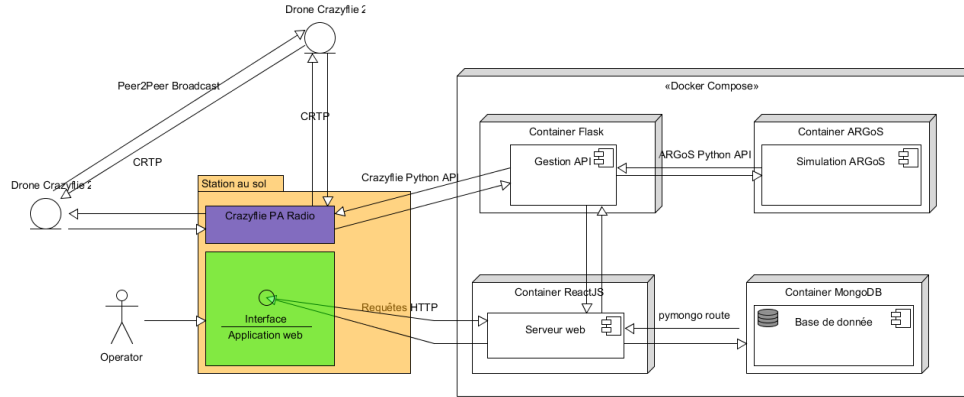 Drone Crazyflie 2
Peer2Peer Broadcast
CRTP
CRTP
Drone Crazyflie 2
Station au sol
Crazyflie PA Radio
Crazyflie Python API
Interface
Application web
Operator
Requêtes HTTP
«Docker Compose»
Container Flask
Gestion API
ARGoS Python API
Container ARGoS
Simulation ARGoS
Container ReactJS
Serveur web
pymongo route
Container MongoDB
Base de donnée